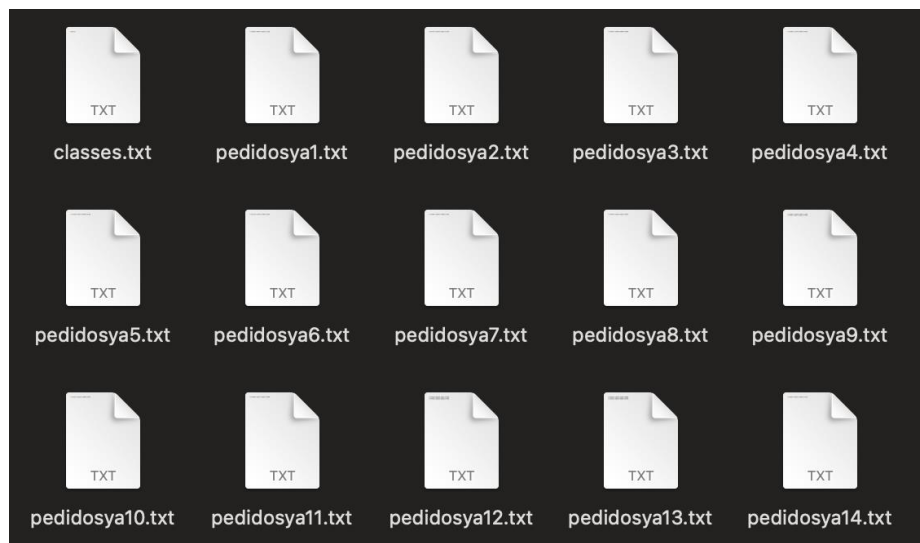 TXT TXT TXT TXT TXT
classes.txt pedidosya1.txt pedidosya2.txt pedidosya3.txt pedidosya4.txt
TXT TXT TXT TXT TXT
pedidosya5.txt pedidosya6.txt pedidosya7.txt pedidosya8.txt pedidosya9.txt
TXT TXT TXT TXT TXT
pedidosya10.txt pedidosya11.txt pedidosya12.txt pedidosya13.txt pedidosya14.txt